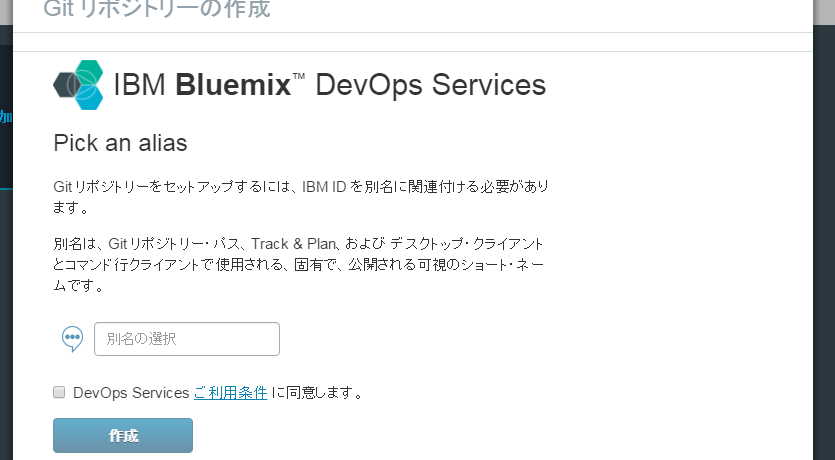 Git リポジトリーの作成
加
IBM Bluemix™ DevOps Services
Pick an alias
Git リポジトリーをセットアップするには、IBM ID を別名に関連付ける必要があり
ます。
別名は、Git リポジトリー・パス、Track & Plan、および デスクトップ・クライアント
とコマンド行クライアントで使用される、固有で、公開される可視のショート・ネー
ムです。
別名の選択
DevOps Services ご利用条件 に同意します。
作成